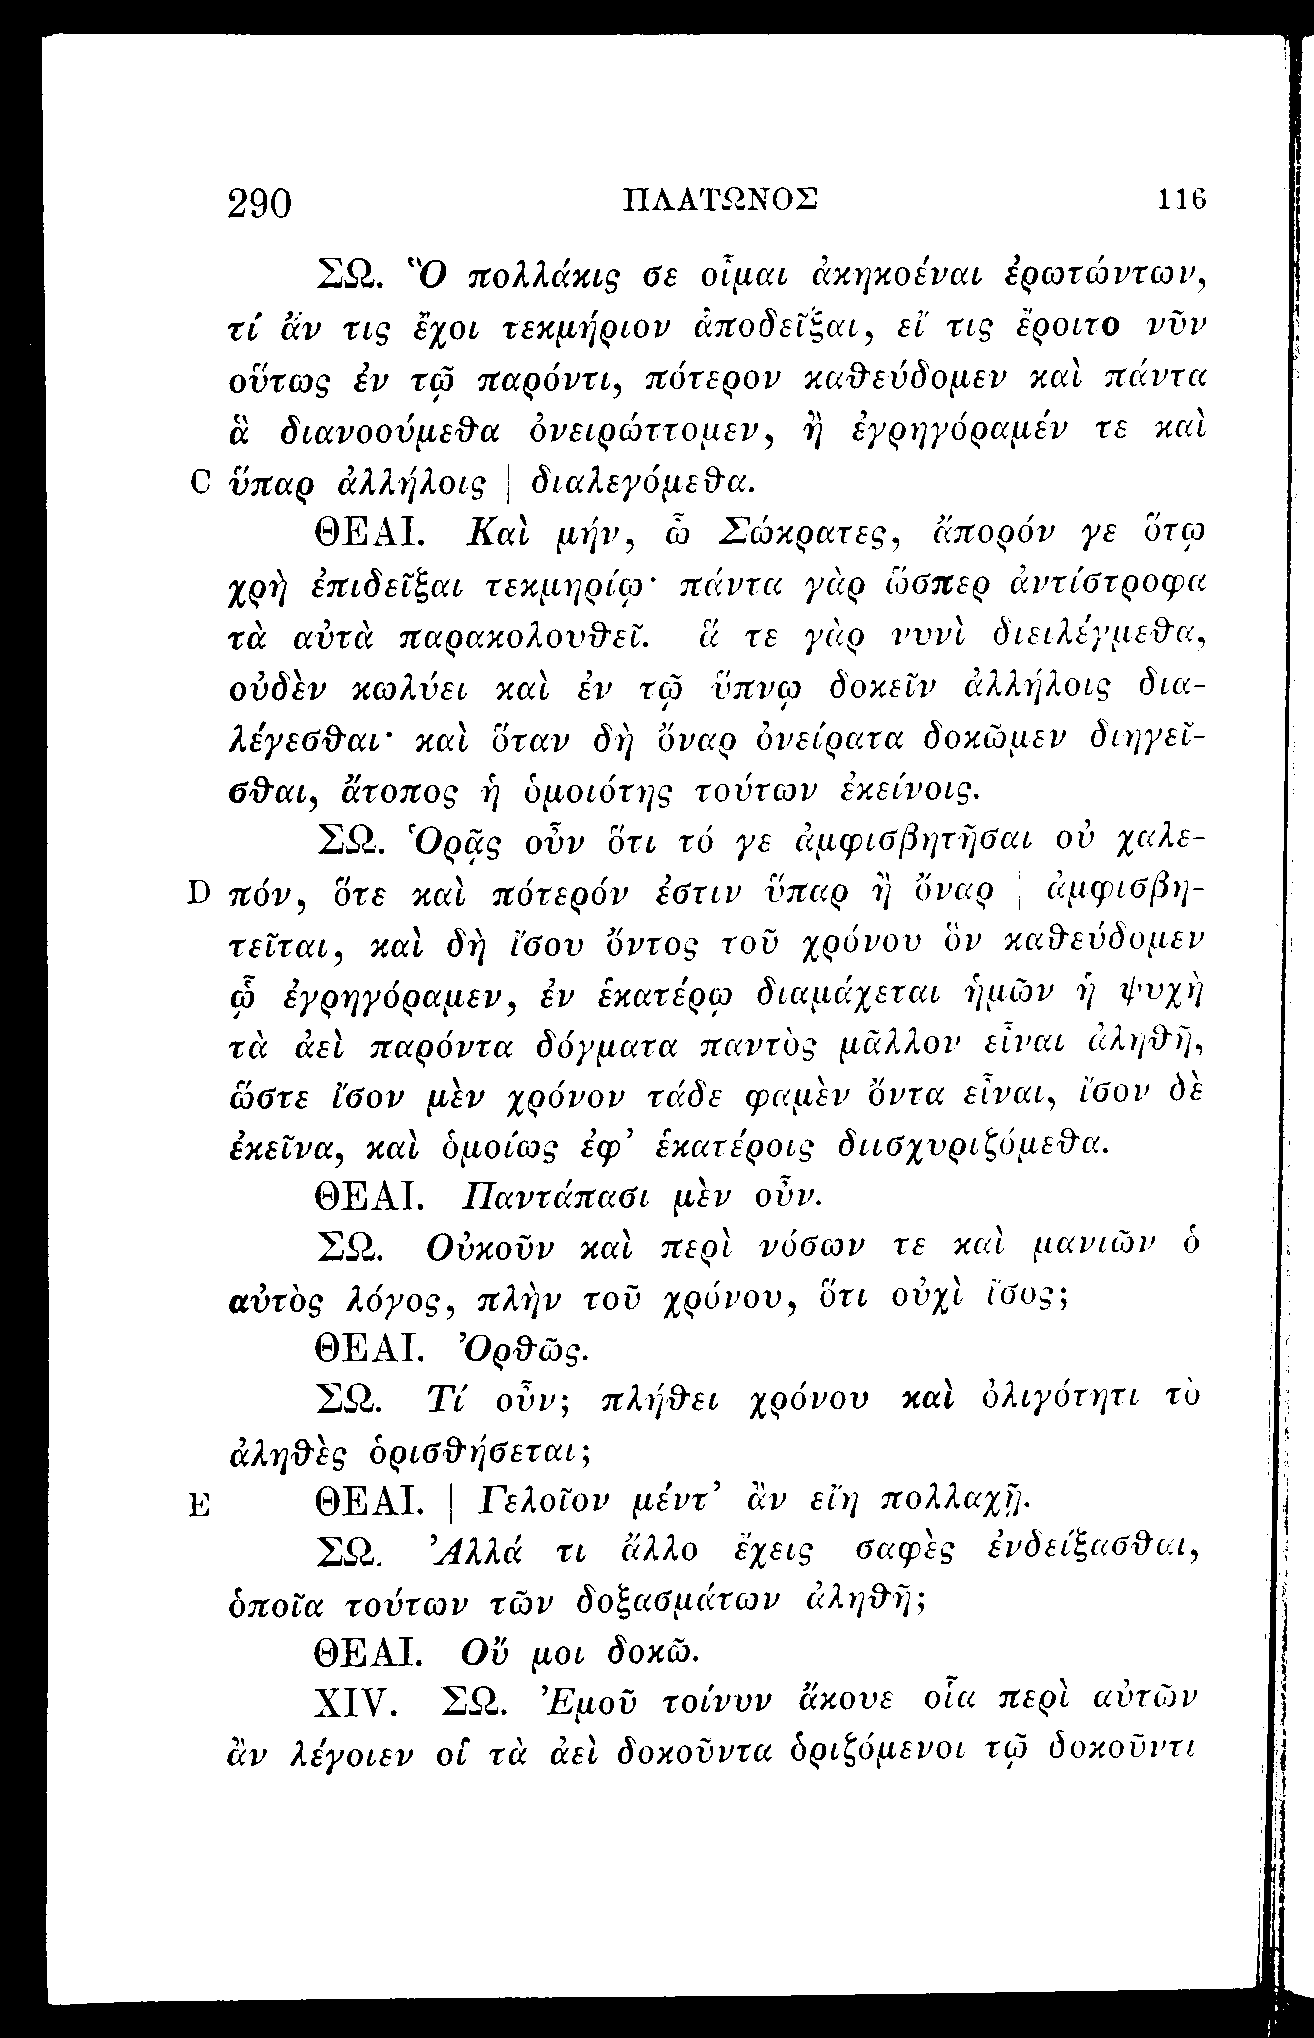 290 ΠΛΑΤΩΝΟΣ 116
ΣΩ. Ὃ πολλάκις σε οἶμαι ἀκηκοέναι ἐρωτώντων,
τί ἄν τις ἔχοι τεκμήριον ἀποδεῖξαι, εἴ τις ἔροιτο νῦν
οὕτως ἐν τῷ παρόντι, πότερον καθεύδομεν καὶ πάντα
ἃ διανοούμεθα ὀνειρώττομεν, ἢ ἐγρηγόραμέν τε καὶ
C ὕπαρ ἀλλήλοις | διαλεγόμεθα.
ΘΕΑΙ. Καὶ μήν, ὦ Σώκρατες, ἄπορόν γε ὅτῳ
χρὴ ἐπιδεῖξαι τεκμηρίῳ· πάντα γὰρ ὥσπερ ἀντίστροφα
τὰ αὐτὰ παρακολουθεῖ. ἅ τε γὰρ νυνὶ διειλέγμεθα,
οὐδὲν κωλύει καὶ ἐν τῷ ὕπνῳ δοκεῖν ἀλλήλοις δια-
λέγεσθαι· καὶ ὅταν δὴ ὄναρ ὀνείρατα δοκῶμεν διηγεῖ-
σθαι, ἄτοπος ἡ ὁμοιότης τούτων ἐκείνοις.
ΣΩ. Ὁρᾷς οὖν ὅτι τό γε ἀμφισβητῆσαι οὐ χαλε-
D πόν, ὅτε καὶ πότερόν ἐστιν ὕπαρ ἢ ὄναρ | ἀμφισβη-
τεῖται, καὶ δὴ ἴσου ὄντος τοῦ χρόνου ὃν καθεύδομεν
ᾧ ἐγρηγόραμεν, ἐν ἑκατέρῳ διαμάχεται ἡμῶν ἡ ψυχὴ
τὰ ἀεὶ παρόντα δόγματα παντὸς μᾶλλον εἶναι ἀληθῆ,
ὥστε ἴσον μὲν χρόνον τάδε φαμὲν ὄντα εἶναι, ἴσον δὲ
ἐκεῖνα, καὶ ὁμοίως ἐφ’ ἑκατέροις διισχυριζόμεθα.
ΘΕΑΙ. Παντάπασι μὲν οὖν.
ΣΩ. Οὐκοῦν καὶ περὶ νόσων τε καὶ μανιῶν ὁ
αὐτὸς λόγος, πλὴν τοῦ χρόνου, ὅτι οὐχὶ ἴσος;
ΘΕΑΙ. Ὀρθῶς.
ΣΩ. Τί οὖν; πλήθει χρόνου καὶ ὀλιγότητι τὸ
ἀληθὲς ὁρισθήσεται;
E ΘΕΑΙ. | Γελοῖον μέντ’ ἂν εἴη πολλαχῇ.
ΣΩ. Ἀλλά τι ἄλλο ἔχεις σαφὲς ἐνδείξασθαι,
ὁποῖα τούτων τῶν δοξασμάτων ἀληθῆ;
ΘΕΑΙ. Οὔ μοι δοκῶ.
XIV. ΣΩ. Ἐμοῦ τοίνυν ἄκουε οἷα περὶ αὐτῶν
ἂν λέγοιεν οἱ τὰ ἀεὶ δοκοῦντα ὁριζόμενοι τῷ δοκοῦντι